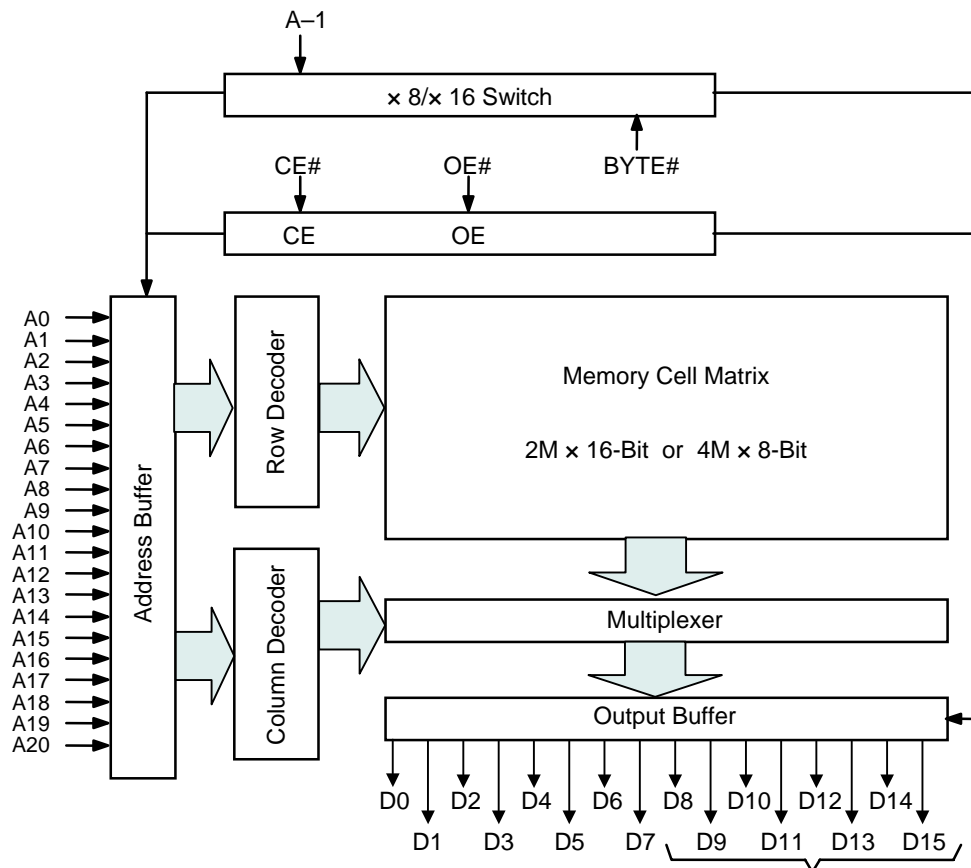 A–1
× 8/× 16 Switch
CE# OE# BYTE#
CE OE
A0
A1
A2
A3
A4
A5
A6
A7
A8
A9
A10
A11
A12
A13
A14
A15
A16
A17
A18
A19
A20
Address Buffer
Row Decoder
Column Decoder
Memory Cell Matrix
2M × 16-Bit or 4M × 8-Bit
Multiplexer
Output Buffer
D0 D2 D4 D6 D8 D10 D12 D14
D1 D3 D5 D7 D9 D11 D13 D15